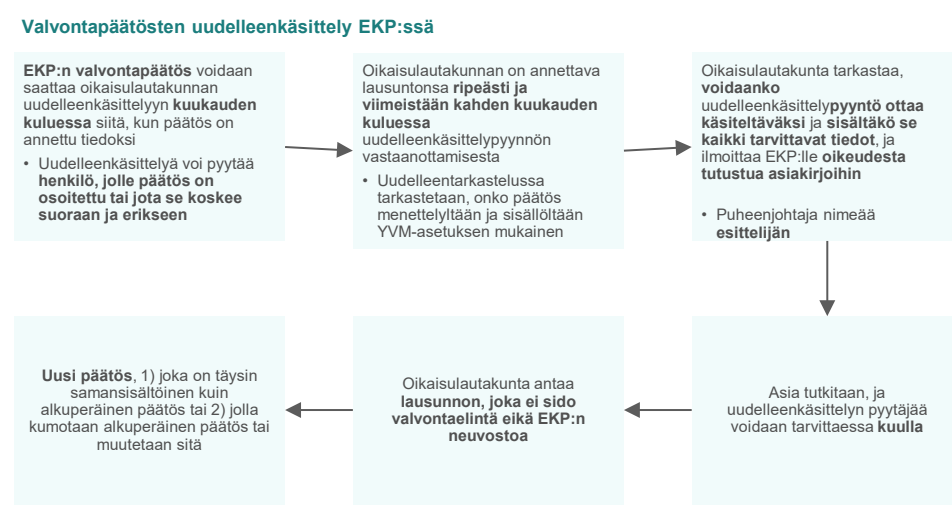 Valvontapäätösten uudelleenkäsittely EKP:ssä
EKP:n valvontapäätös voidaan
saattaa oikaisulautakunnan
uudelleenkäsittelyyn kuukauden
kuluessa siitä, kun päätös on
annettu tiedoksi
• Uudelleenkäsittelyä voi pyytää
henkilö, jolle päätös on
osoitettu tai jota se koskee
suoraan ja erikseen
Oikaisulautakunnan on annettava
lausuntonsa ripeästi ja
viimeistään kahden kuukauden
kuluessa
uudelleenkäsittelypyynnön
vastaanottamisesta
• Uudelleentarkastelussa
tarkastetaan, onko päätös
menettelyltään ja sisällöltään
YVM-asetuksen mukainen
Oikaisulautakunta tarkastaa,
voidaanko
uudelleenkäsittelypyyntö ottaa
käsiteltäväksi ja sisältäkö se
kaikki tarvittavat tiedot, ja
ilmoittaa EKP:lle oikeudesta
tutustua asiakirjoihin
• Puheenjohtaja nimeää
esittelijän
Uusi päätös, 1) joka on täysin
samansisältöinen kuin
alkuperäinen päätös tai 2) jolla
kumotaan alkuperäinen päätös tai
muutetaan sitä
Oikaisulautakunta antaa
lausunnon, joka ei sido
valvontaelintä eikä EKP:n
neuvostoa
Asia tutkitaan, ja
uudelleenkäsittelyn pyytäjää
voidaan tarvittaessa kuulla